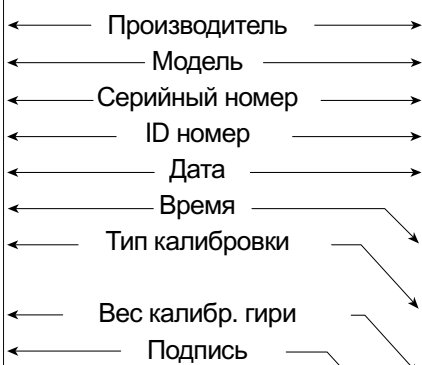 Производитель
Модель
Серийный номер
ID номер
Дата
Время
Тип калибровки
Вес калибр. гири
Подпись